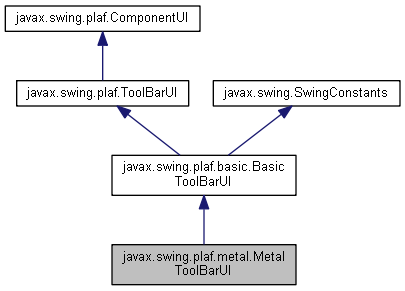 javax.swing.plaf.ComponentUI
javax.swing.plaf.ToolBarUI
javax.swing.SwingConstants
javax.swing.plaf.basic.Basic
ToolBarUI
javax.swing.plaf.metal.Metal
ToolBarUI